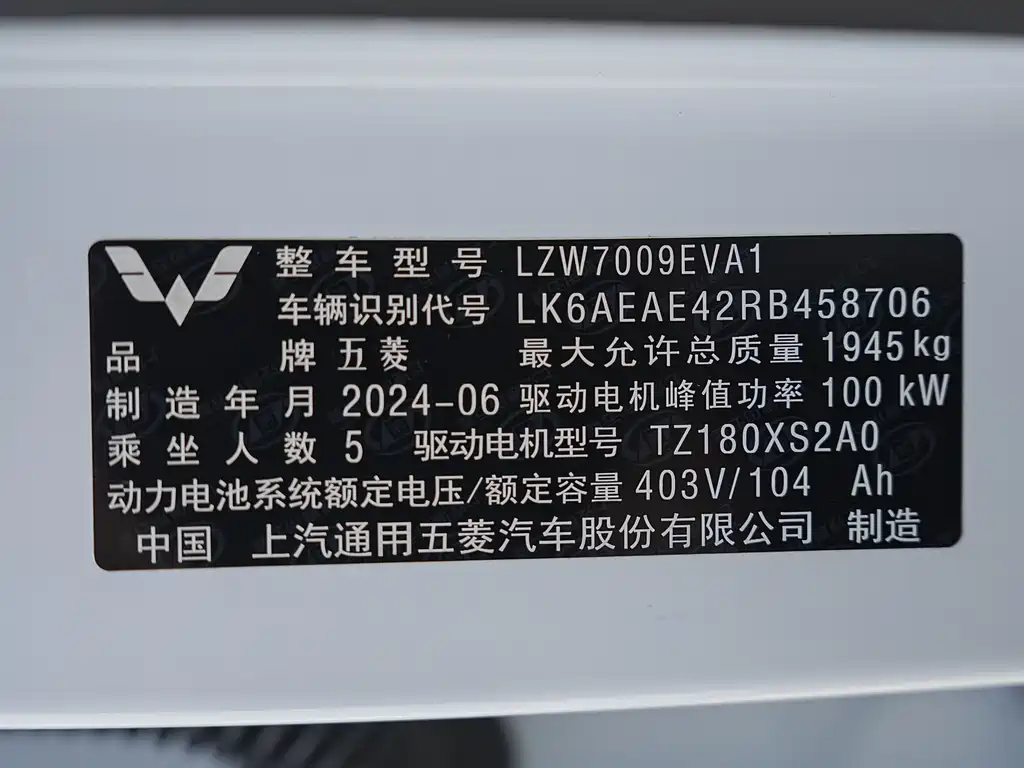 整车型号 LZW7009EVA1
车辆识别代号 LK6AEAE42RB458706
品牌 五菱 最大允许总质量 1945kg
制造年月 2024-06 驱动电机峰值功率 100 kW
乘坐人数 5 驱动电机型号 TZ180XS2A0
动力电池系统额定电压/额定容量 403V/104 Ah
中国 上汽通用五菱汽车股份有限公司 制造